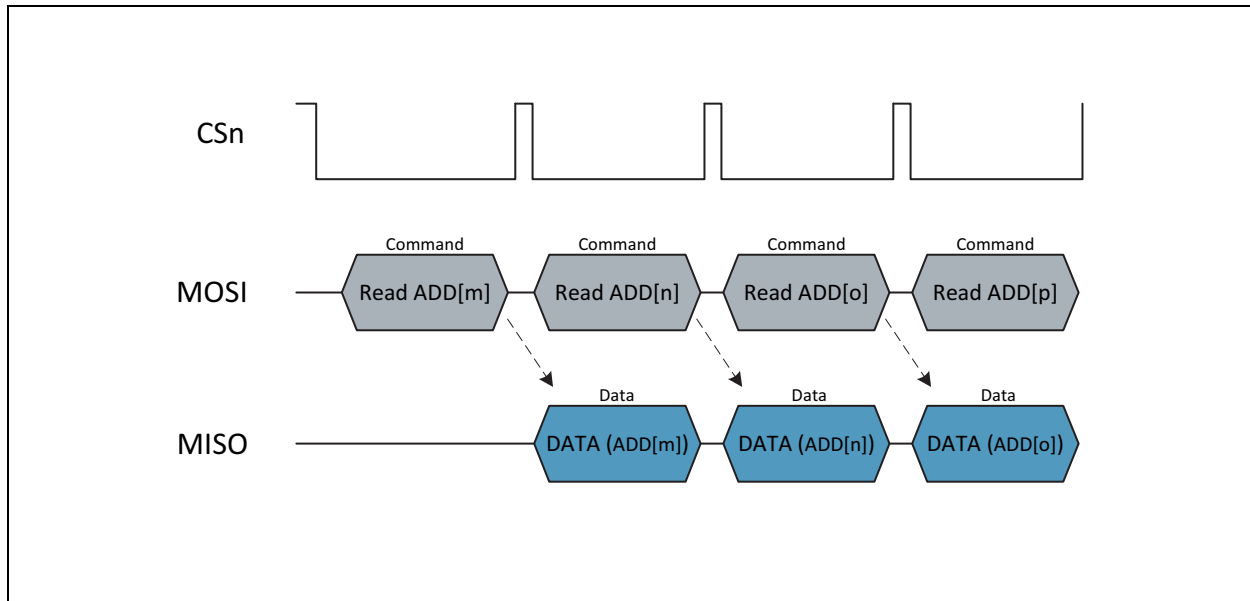 CSn
Command Command Command Command
MOSI Read ADD[m] Read ADD[n] Read ADD[o] Read ADD[p]
Data Data Data
MISO DATA (ADD[m]) DATA (ADD[n]) DATA (ADD[o])